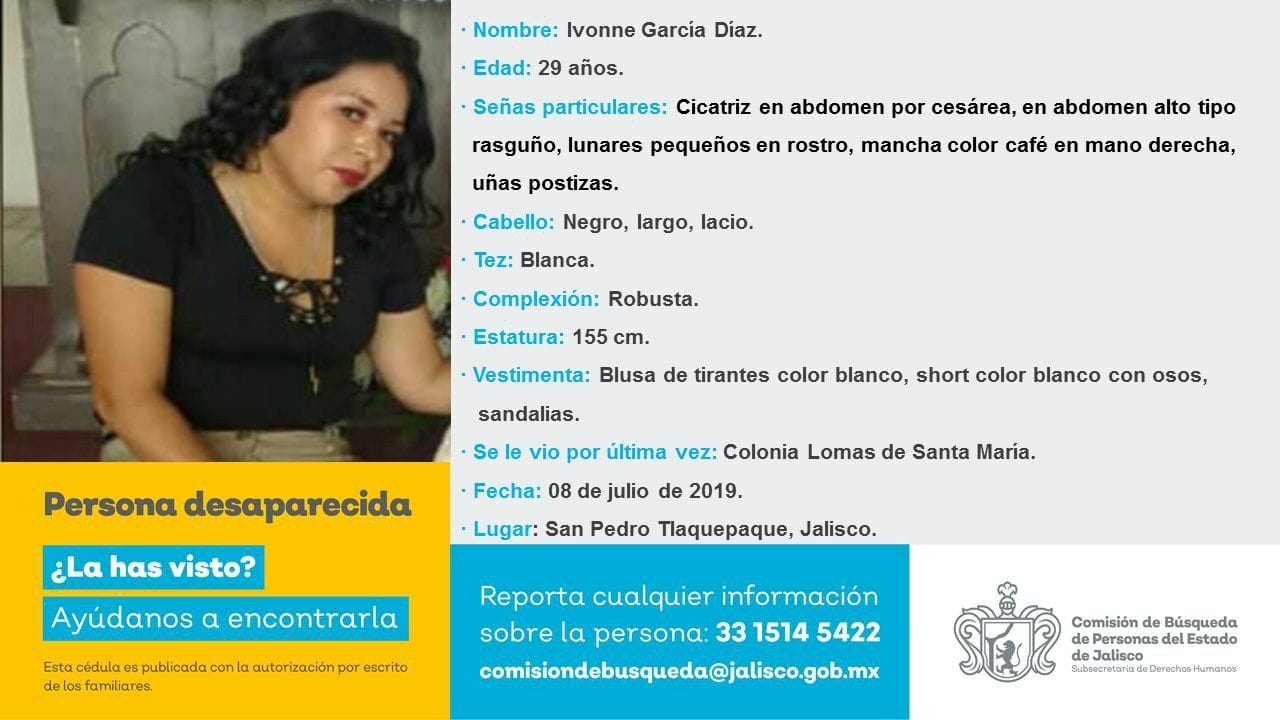 · Nombre: Ivonne García Díaz.
· Edad: 29 años.
· Señas particulares: Cicatriz en abdomen por cesárea, en abdomen alto tipo
rasguño, lunares pequeños en rostro, mancha color café en mano derecha,
uñas postizas.
· Cabello: Negro, largo, lacio.
· Tez: Blanca.
· Complexión: Robusta.
· Estatura: 155 cm.
· Vestimenta: Blusa de tirantes color blanco, short color blanco con osos,
sandalias.
· Se le vio por última vez: Colonia Lomas de Santa María.
· Fecha: 08 de julio de 2019.
· Lugar: San Pedro Tlaquepaque, Jalisco.
Persona desaparecida
¿La has visto?
Ayúdanos a encontrarla
Esta cédula es publicada con la autorización por escrito
de los familiares.
Reporta cualquier información
sobre la persona: 33 1514 5422
comisiondebusqueda@jalisco.gob.mx
Comisión de Búsqueda
de Personas del Estado
de Jalisco
Subsecretaría de Derechos Humanos